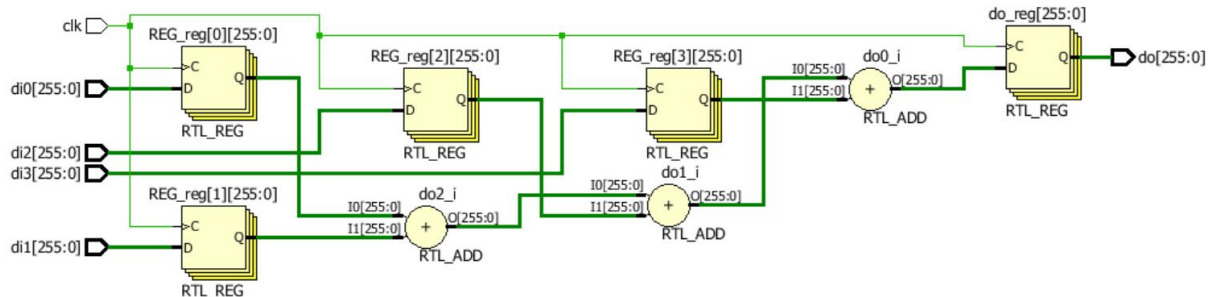 clk
di0[255:0]
di2[255:0]
di3[255:0]
di1[255:0]
REG_reg[0][255:0]
C
Q
D
RTL_REG
REG_reg[1][255:0]
C
Q
D
RTL_REG
REG_reg[2][255:0]
C
Q
D
RTL_REG
do2_i
I0[255:0]
I1[255:0]
+
O[255:0]
RTL_ADD
REG_reg[3][255:0]
C
Q
D
RTL_REG
do1_i
I0[255:0]
I1[255:0]
+
O[255:0]
RTL_ADD
do0_i
I0[255:0]
I1[255:0]
+
O[255:0]
RTL_ADD
do_reg[255:0]
C
Q
D
RTL_REG
do[255:0]